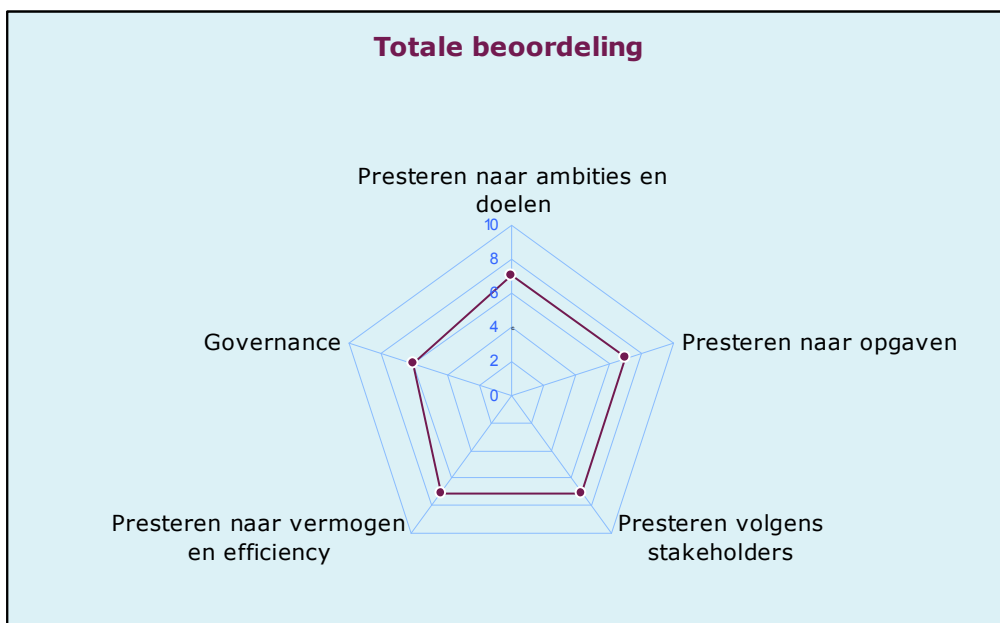 Totale beoordeling
Presteren naar ambities en
doelen
10
8
6
4
2
0
Governance
Presteren naar opgaven
Presteren naar vermogen
en efficiency
Presteren volgens
stakeholders